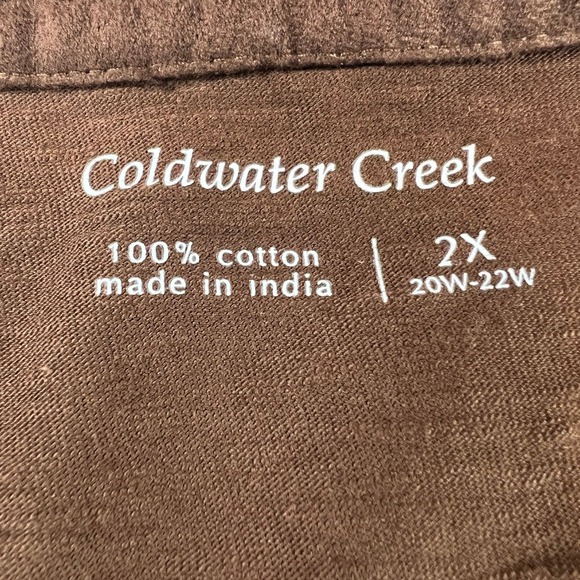 Coldwater Creek
100% cotton
made in india
2X
20W-22W